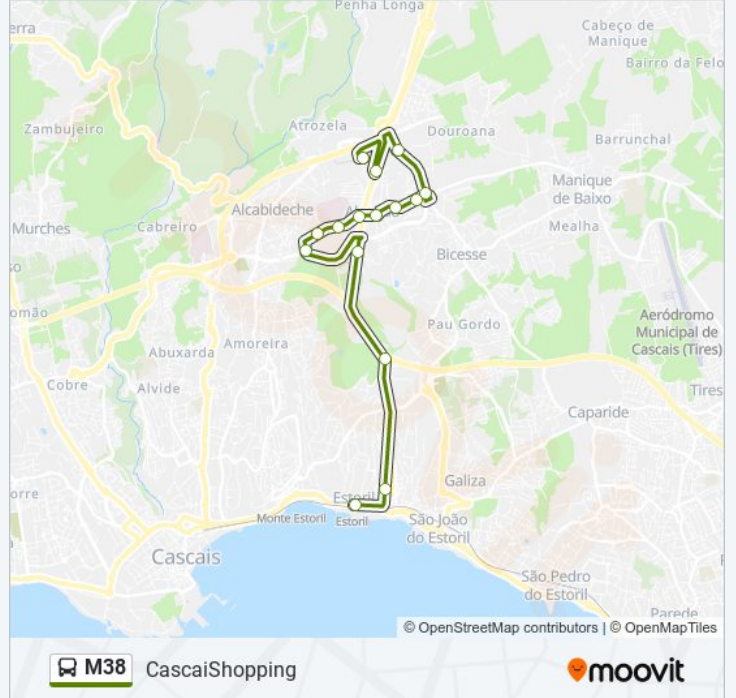 Penha Longa
erra
Cabeço de
Manique
Bairro da Felo
Zambujeiro
Atrozela
Douroana
Barrunchal
Manique
de Baixo
Alcabideche
Murches
Cabreiro
Mealha
so
Bicesse
omão
Aeródromo
Municipal de
Cascais (Tires)
Pau Gordo
Amoreira
Abuxarda
Cobre
Alvide
Tires
Caparide
Galiza
orre
Estoril
Monte Estoril
Estoril
São João
do Estoril
Cascais
São Pedro
do Estoril
Parede
© OpenStreetMap contributors | © OpenMapTiles
M38 CascaiShopping
moovit